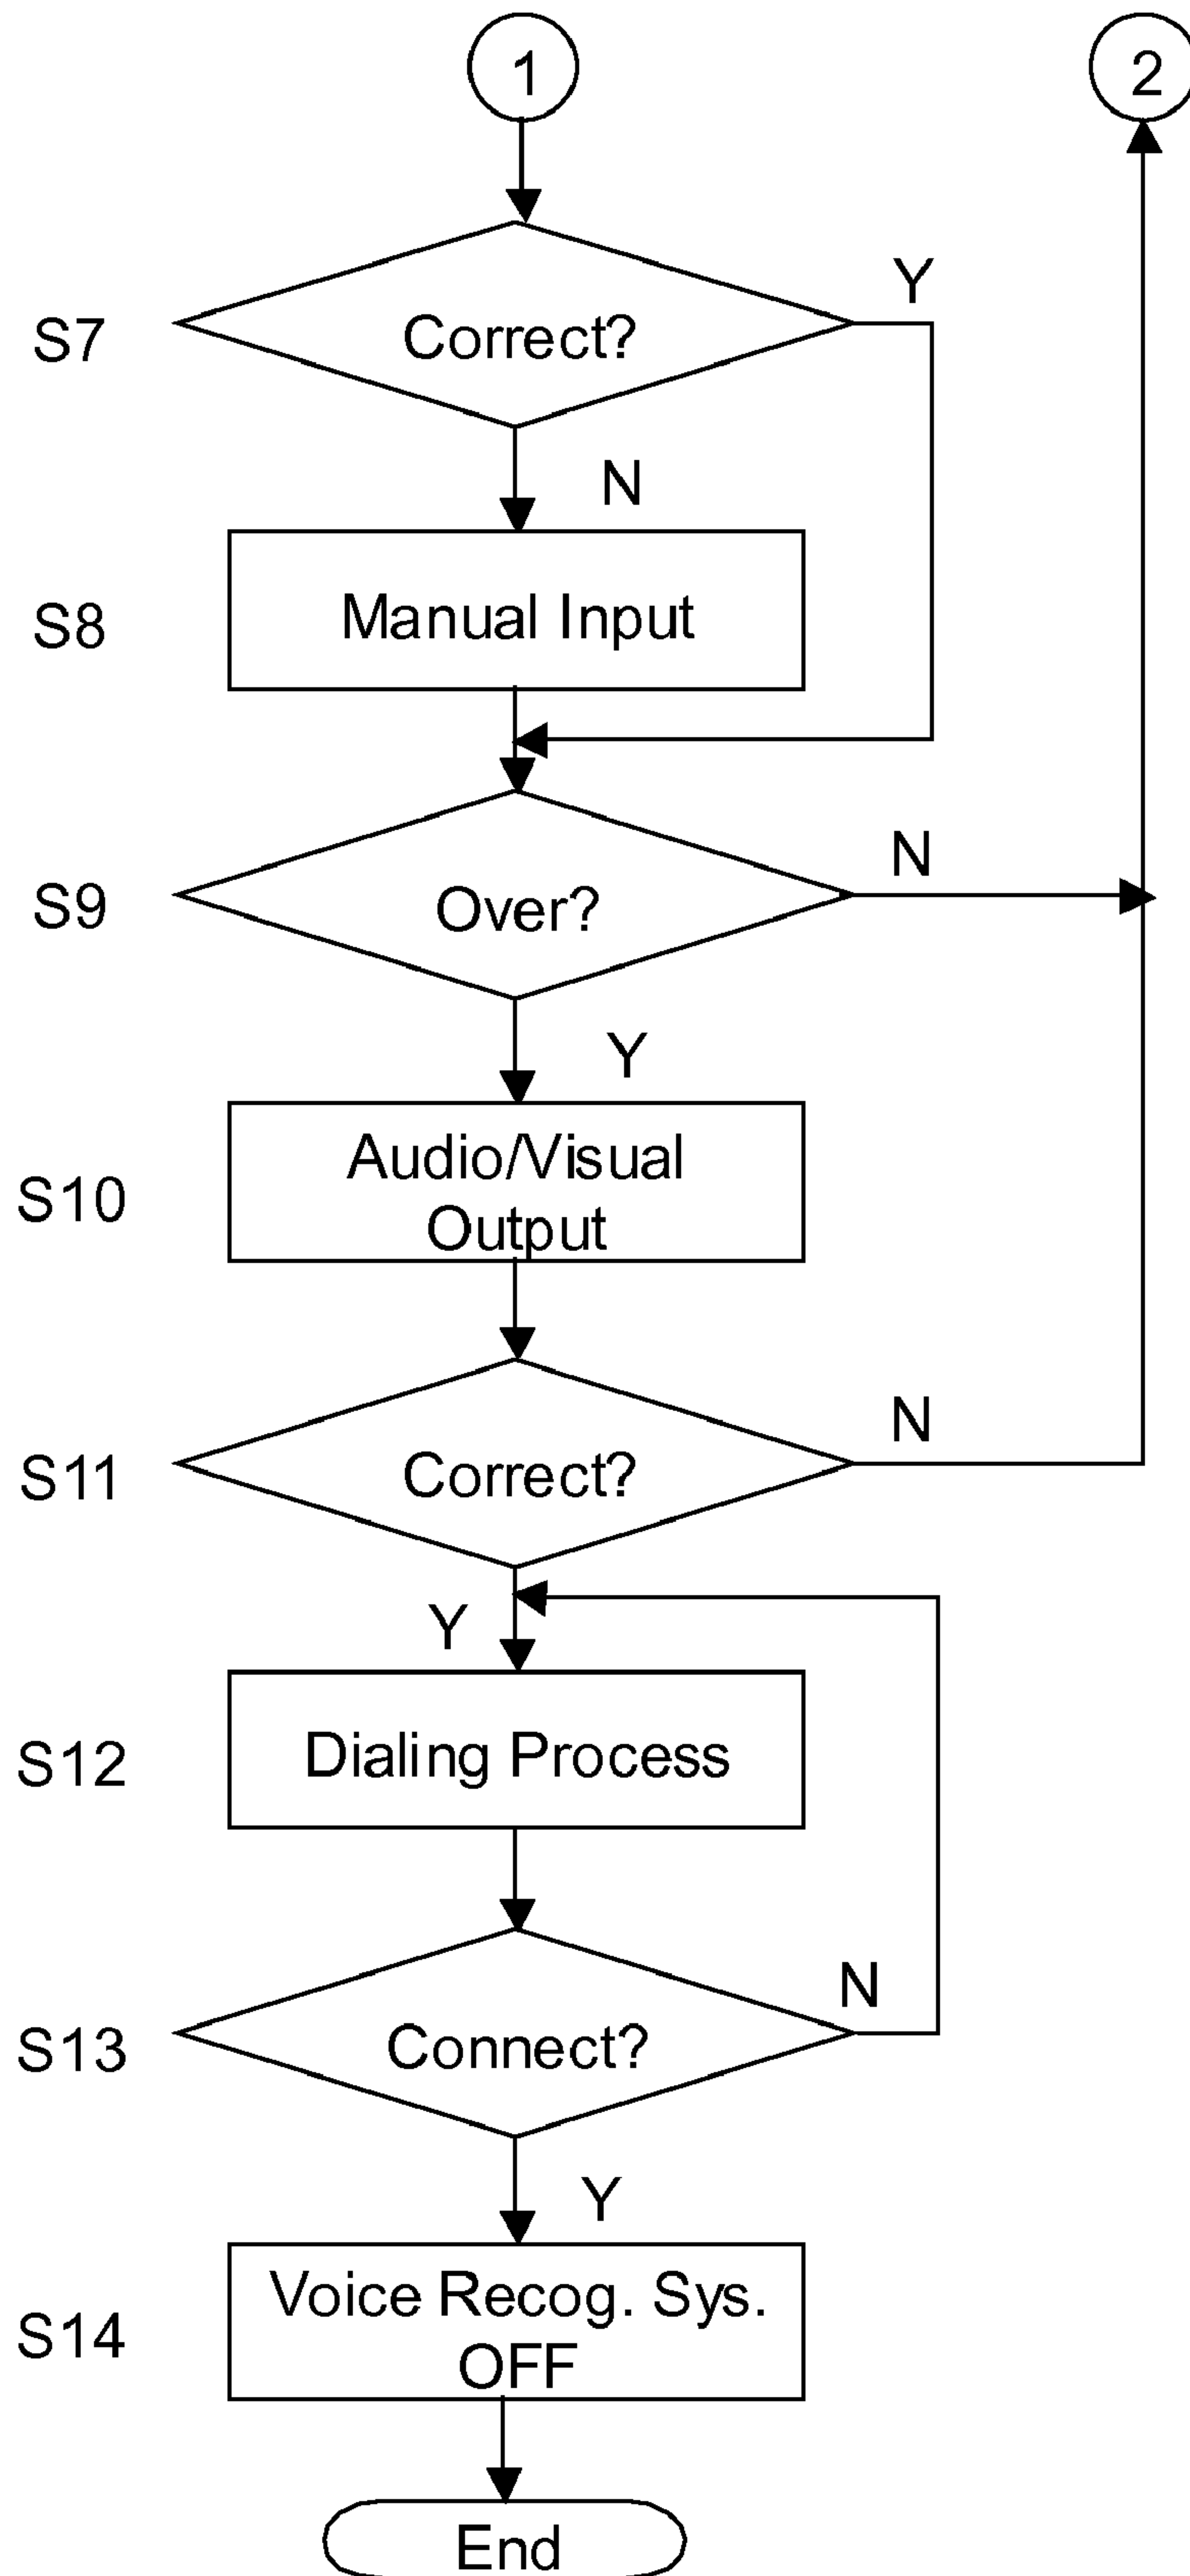 1
2
S7
Correct?
Y
N
S8
Manual Input
S9
Over?
N
Y
S10
Audio/Visual
Output
S11
Correct?
N
Y
S12
Dialing Process
S13
Connect?
N
Y
S14
Voice Recog. Sys.
OFF
End